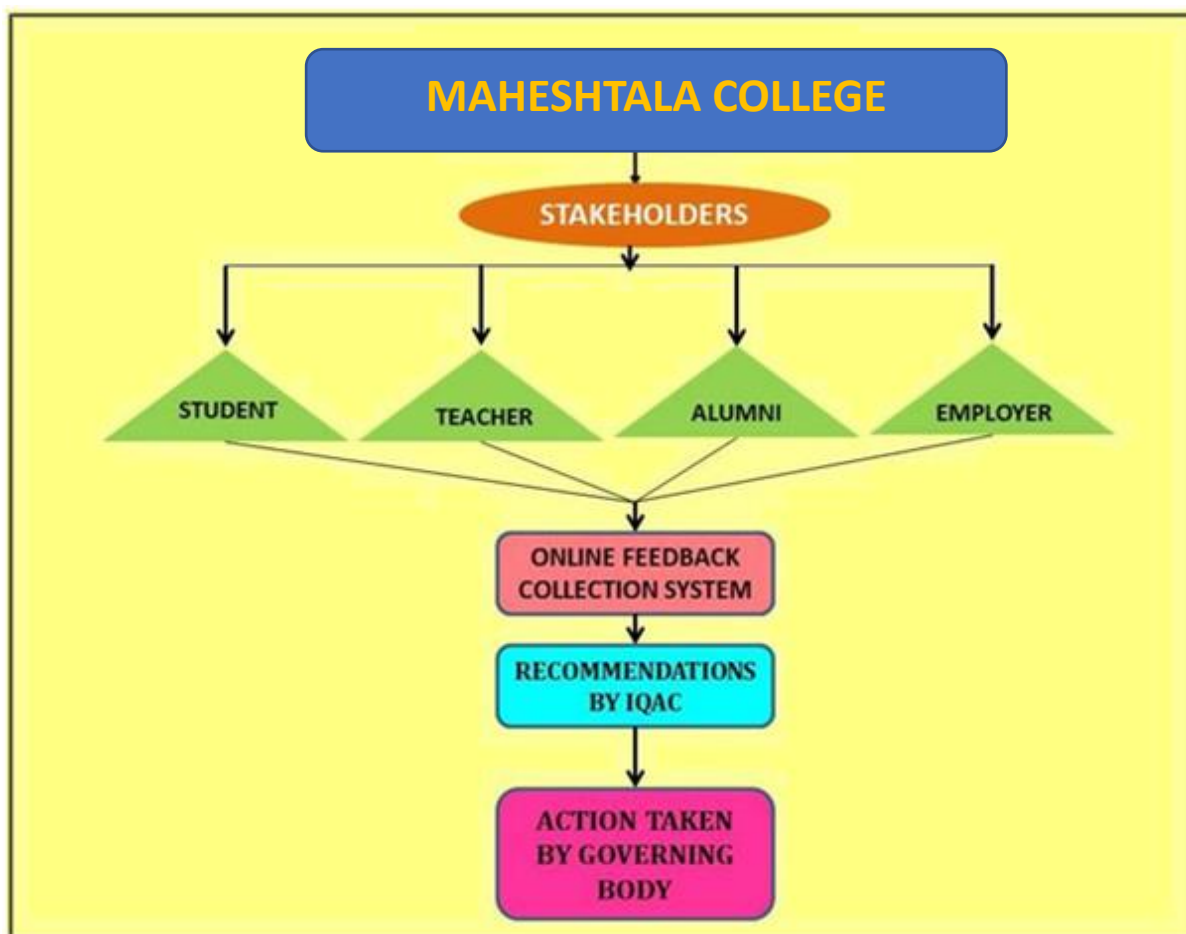 MAHESHTALA COLLEGE
STAKEHOLDERS
STUDENT
TEACHER
ALUMNI
EMPLOYER
ONLINE FEEDBACK
COLLECTION SYSTEM
RECOMMENDATIONS
BY IQAC
ACTION TAKEN
BY GOVERNING
BODY